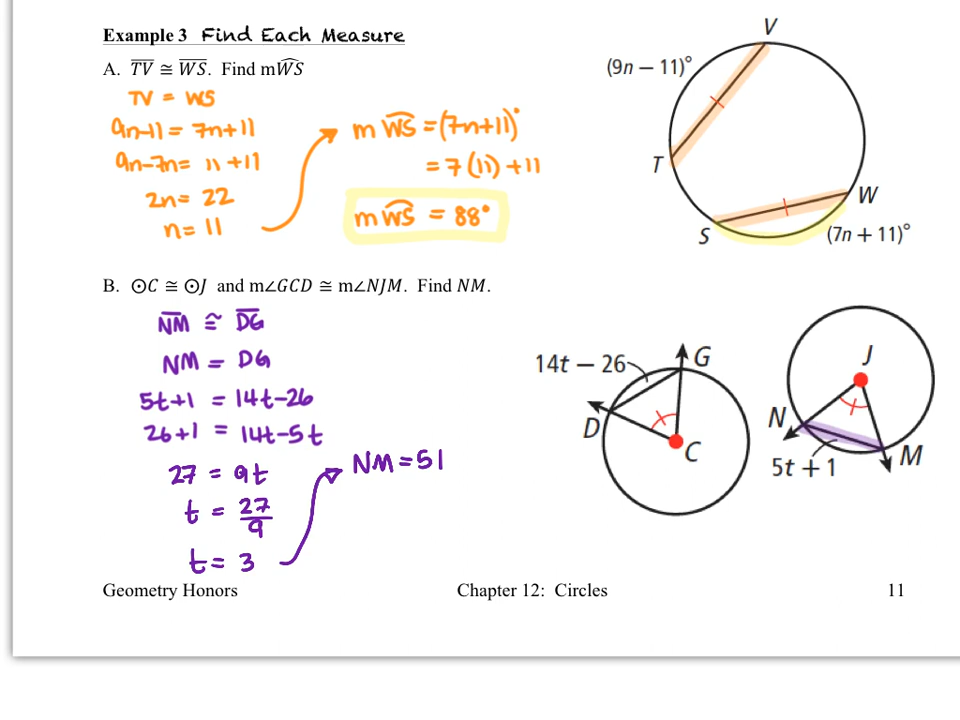 Example 3 Find Each Measure
A. TV ≅ WS. Find mWS
TV = WS
9n-11 = 7n+11
9n-7n = 11 +11
2n = 22
n = 11
m WS = (7n+11)°
= 7(11) +11
m WS = 88°
V
(9n – 11)°
T
W
S
(7n + 11)°
B. ⊙C ≅ ⊙J and m∠GCD ≅ m∠NJM. Find NM.
NM ≅ DG
NM = DG
5t+1 = 14t-26
26+1 = 14t-5t
27 = 9t
t = 27/9
t = 3
NM = 51
14t – 26
G
D
C
J
N
M
5t + 1
Geometry Honors
Chapter 12: Circles
11